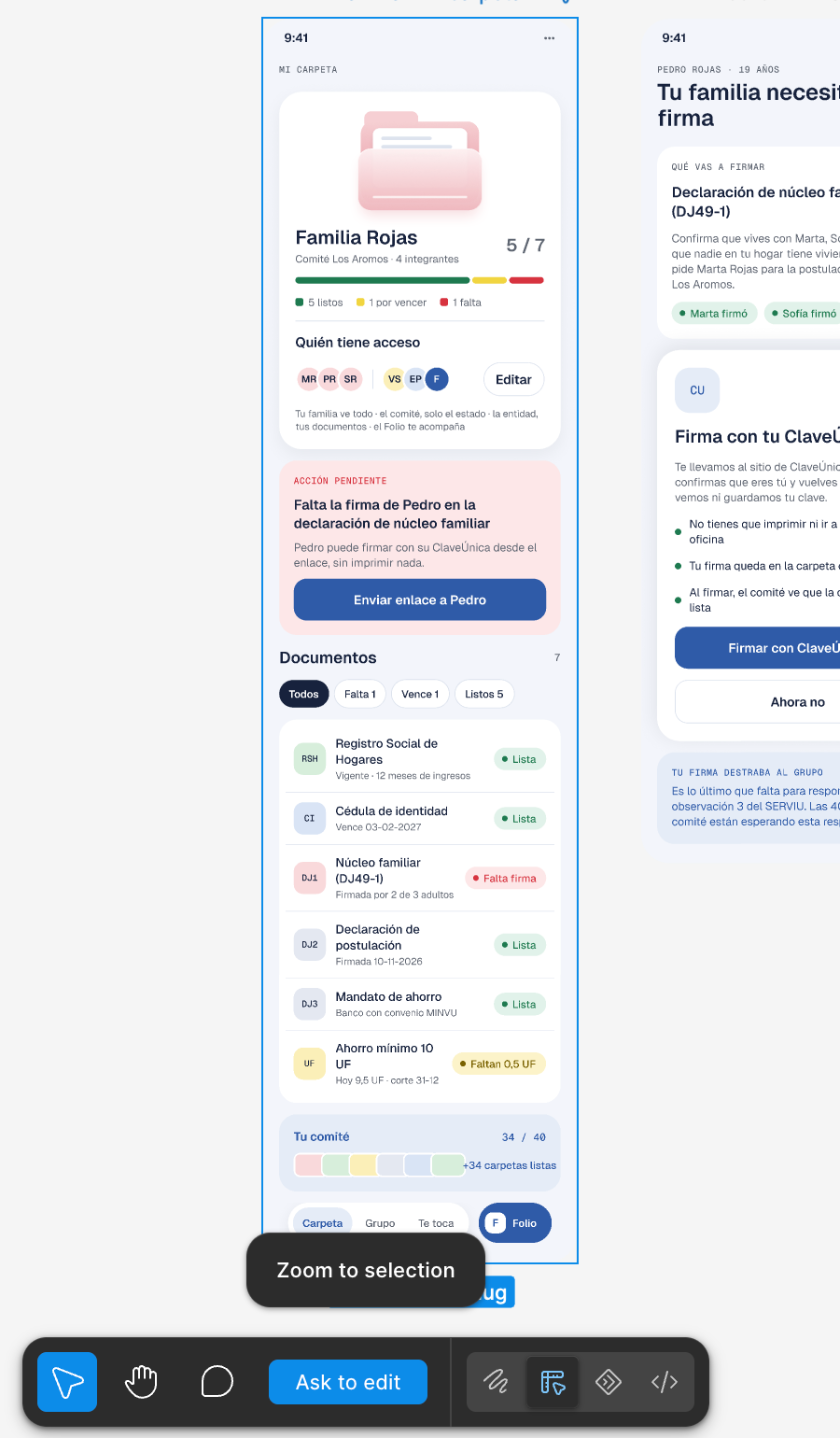 9:41
MI CARPETA
Familia Rojas
5 / 7
Comité Los Aromos · 4 integrantes
5 listos
1 por vencer
1 falta
Quién tiene acceso
MR PR SR
VS EP F
Editar
Tu familia ve todo · el comité, solo el estado · la entidad,
tus documentos · el Folio te acompaña
ACCIÓN PENDIENTE
Falta la firma de Pedro en la
declaración de núcleo familiar
Pedro puede firmar con su ClaveÚnica desde el
enlace, sin imprimir nada.
Enviar enlace a Pedro
Documentos
7
Todos
Falta 1
Vence 1
Listos 5
RSH
Registro Social de
Hogares
Vigente · 12 meses de ingresos
Lista
CI
Cédula de identidad
Vence 03-02-2027
Lista
DJ1
Núcleo familiar
(DJ49-1)
Firmada por 2 de 3 adultos
Falta firma
DJ2
Declaración de
postulación
Firmada 10-11-2026
Lista
DJ3
Mandato de ahorro
Banco con convenio MINVU
Lista
UF
Ahorro mínimo 10
UF
Hoy 9,5 UF · corte 31-12
Faltan 0,5 UF
Tu comité
34 / 40
+34 carpetas listas
Carpeta
Grupo
Te toca
F Folio
9:41
PEDRO ROJAS · 19 AÑOS
Tu familia necesit
firma
QUÉ VAS A FIRMAR
Declaración de núcleo fa
(DJ49-1)
Confirma que vives con Marta, So
que nadie en tu hogar tiene vivien
pide Marta Rojas para la postulac
Los Aromos.
Marta firmó
Sofía firmó
CU
Firma con tu ClaveÚ
Te llevamos al sitio de ClaveÚnic
confirmas que eres tú y vuelves
vemos ni guardamos tu clave.
No tienes que imprimir ni ir a
oficina
Tu firma queda en la carpeta
Al firmar, el comité ve que la
lista
Firmar con ClaveÚ
Ahora no
TU FIRMA DESTRABA AL GRUPO
Es lo último que falta para respon
observación 3 del SERVIU. Las 40
comité están esperando esta resp
Zoom to selection
ug
Ask to edit